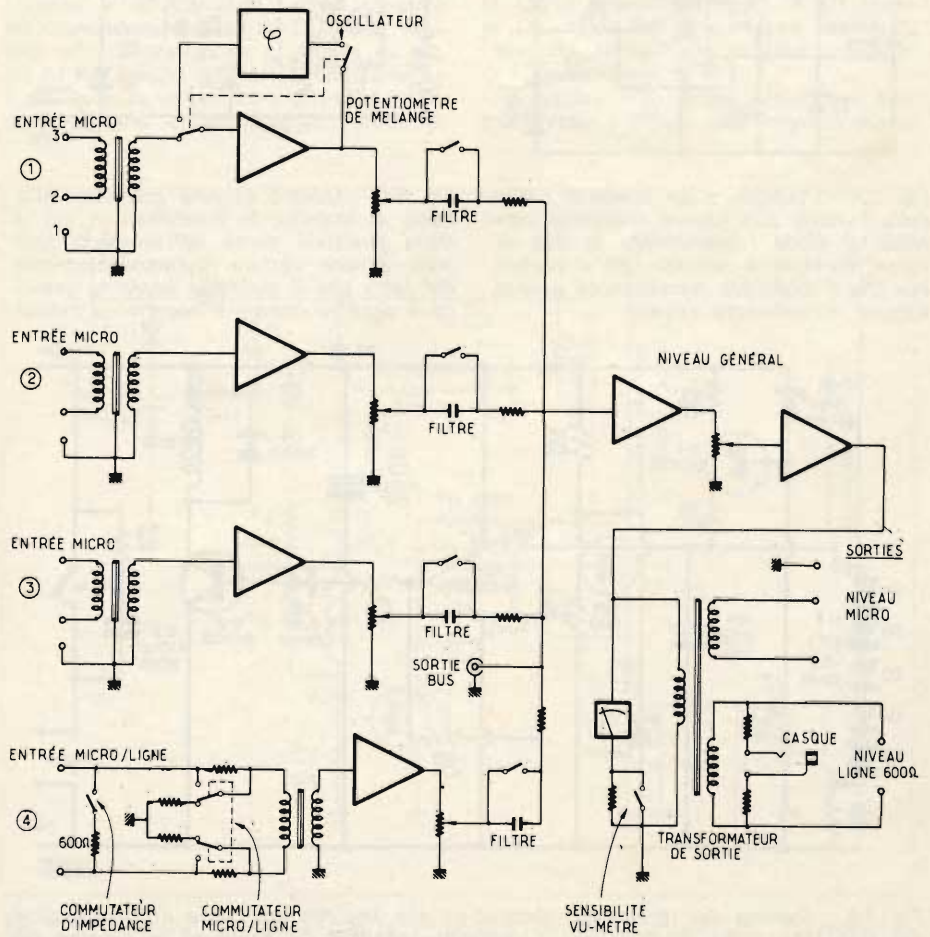 OSCILLATEUR
φ
POTENTIOMETRE
DE MELANGE
ENTRÉE MICRO
3
1
2
1
FILTRE
ENTRÉE MICRO
2
FILTRE
NIVEAU GÉNÉRAL
ENTRÉE MICRO
3
FILTRE
SORTIE
BUS
SORTIES
NIVEAU
MICRO
CASQUE
NIVEAU
LIGNE 600Ω
TRANSFORMATEUR
DE SORTIE
ENTRÉE MICRO/LIGNE
4
600Ω
FILTRE
COMMUTATEUR
D'IMPÉDANCE
COMMUTATEUR
MICRO/LIGNE
SENSIBILITÉ
VU-MÈTRE